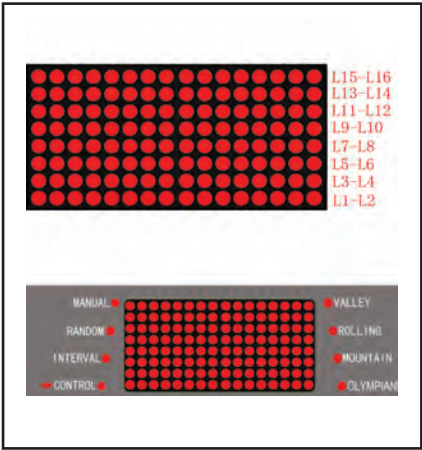 L15-L16
L13-L14
L11-L12
L9-L10
L7-L8
L5-L6
L3-L4
L1-L2
MANUAL VALLEY
RANDOM ROLLING
INTERVAL MOUNTAIN
CONTROL OLYMPIAN